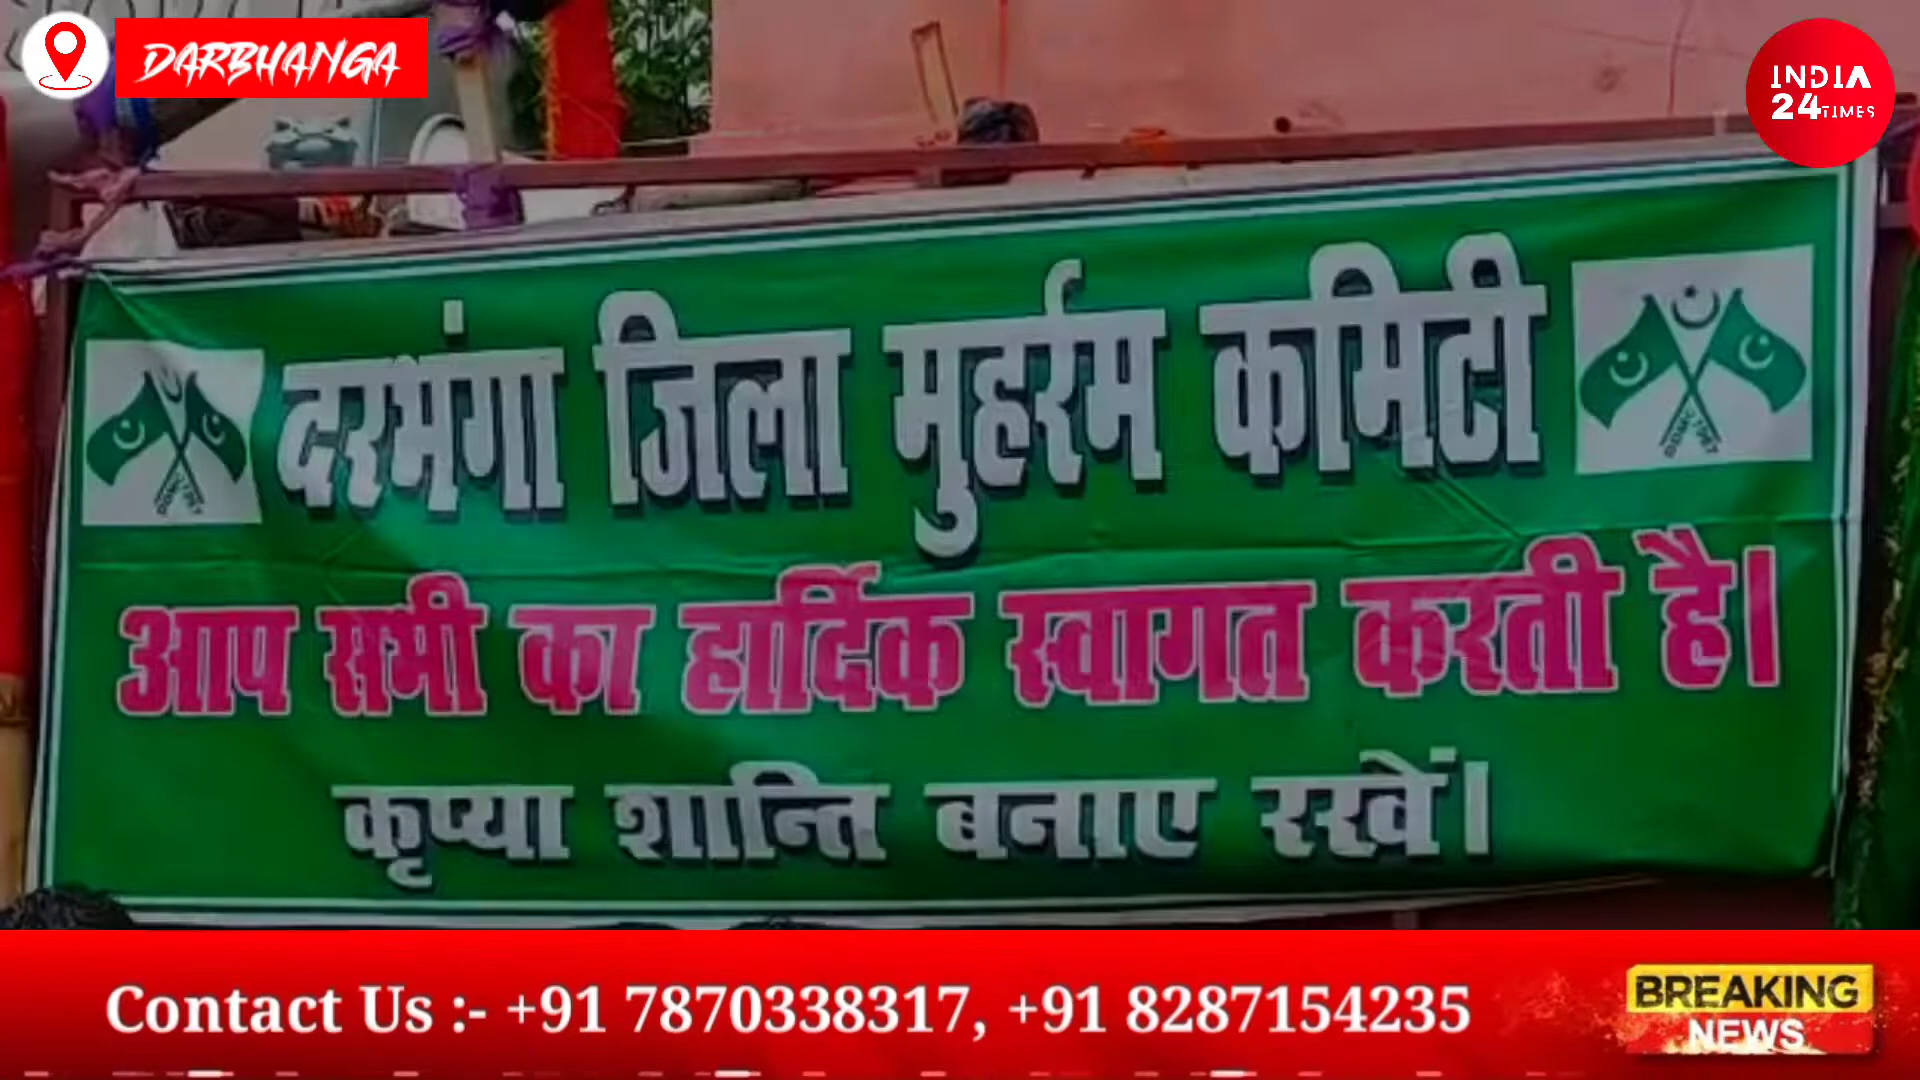 DARBHANGA
INDIA
24 TIMES
दरभंगा जिला मुहर्रम कमिटी
आप सभी का हार्दिक स्वागत करती है।
कृप्या शान्ति बनाए रखें।
Contact Us :- +91 7870338317, +91 8287154235
BREAKING
NEWS